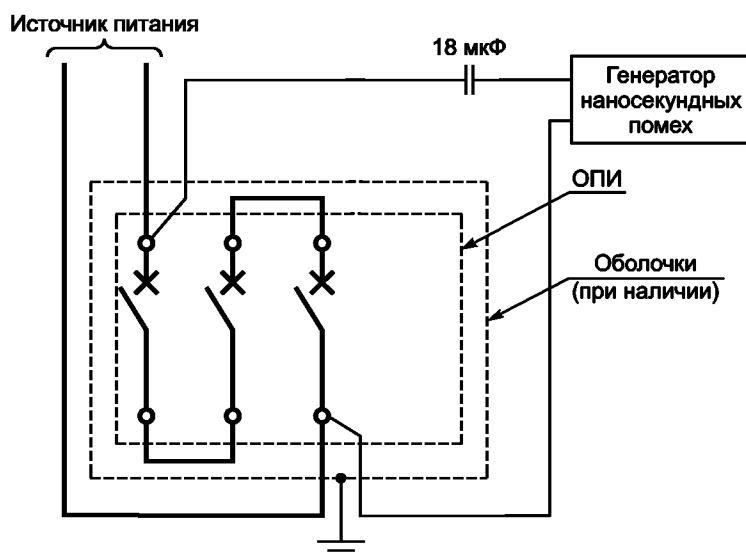 Источник питания
18 мкФ
Генератор
наносекундных
помех
ОПИ
Оболочки
(при наличии)